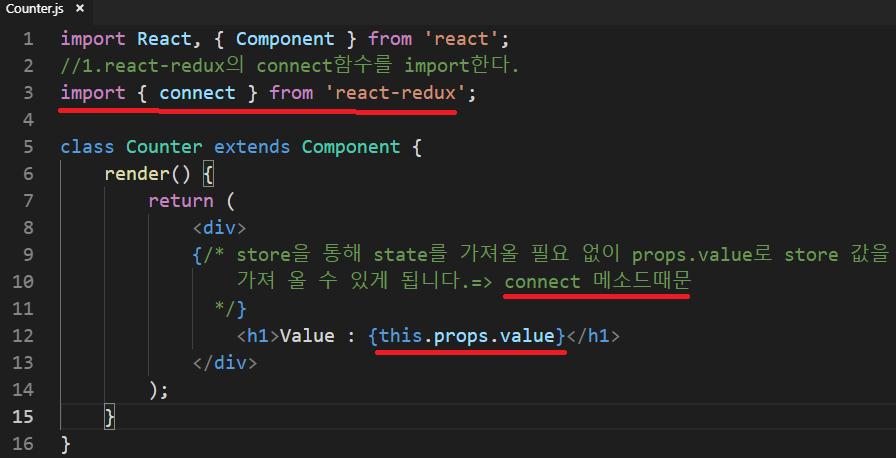 Counter.js ×
1 import React, { Component } from 'react';
2 //1.react-redux의 connect함수를 import한다.
3 import { connect } from 'react-redux';
4
5 class Counter extends Component {
6 render() {
7 return (
8 <div>
9 {/* store을 통해 state를 가져올 필요 없이 props.value로 store 값을
10 가져 올 수 있게 됩니다.=> connect 메소드때문
11 */}
12 <h1>Value : {this.props.value}</h1>
13 </div>
14 );
15 }
16 }